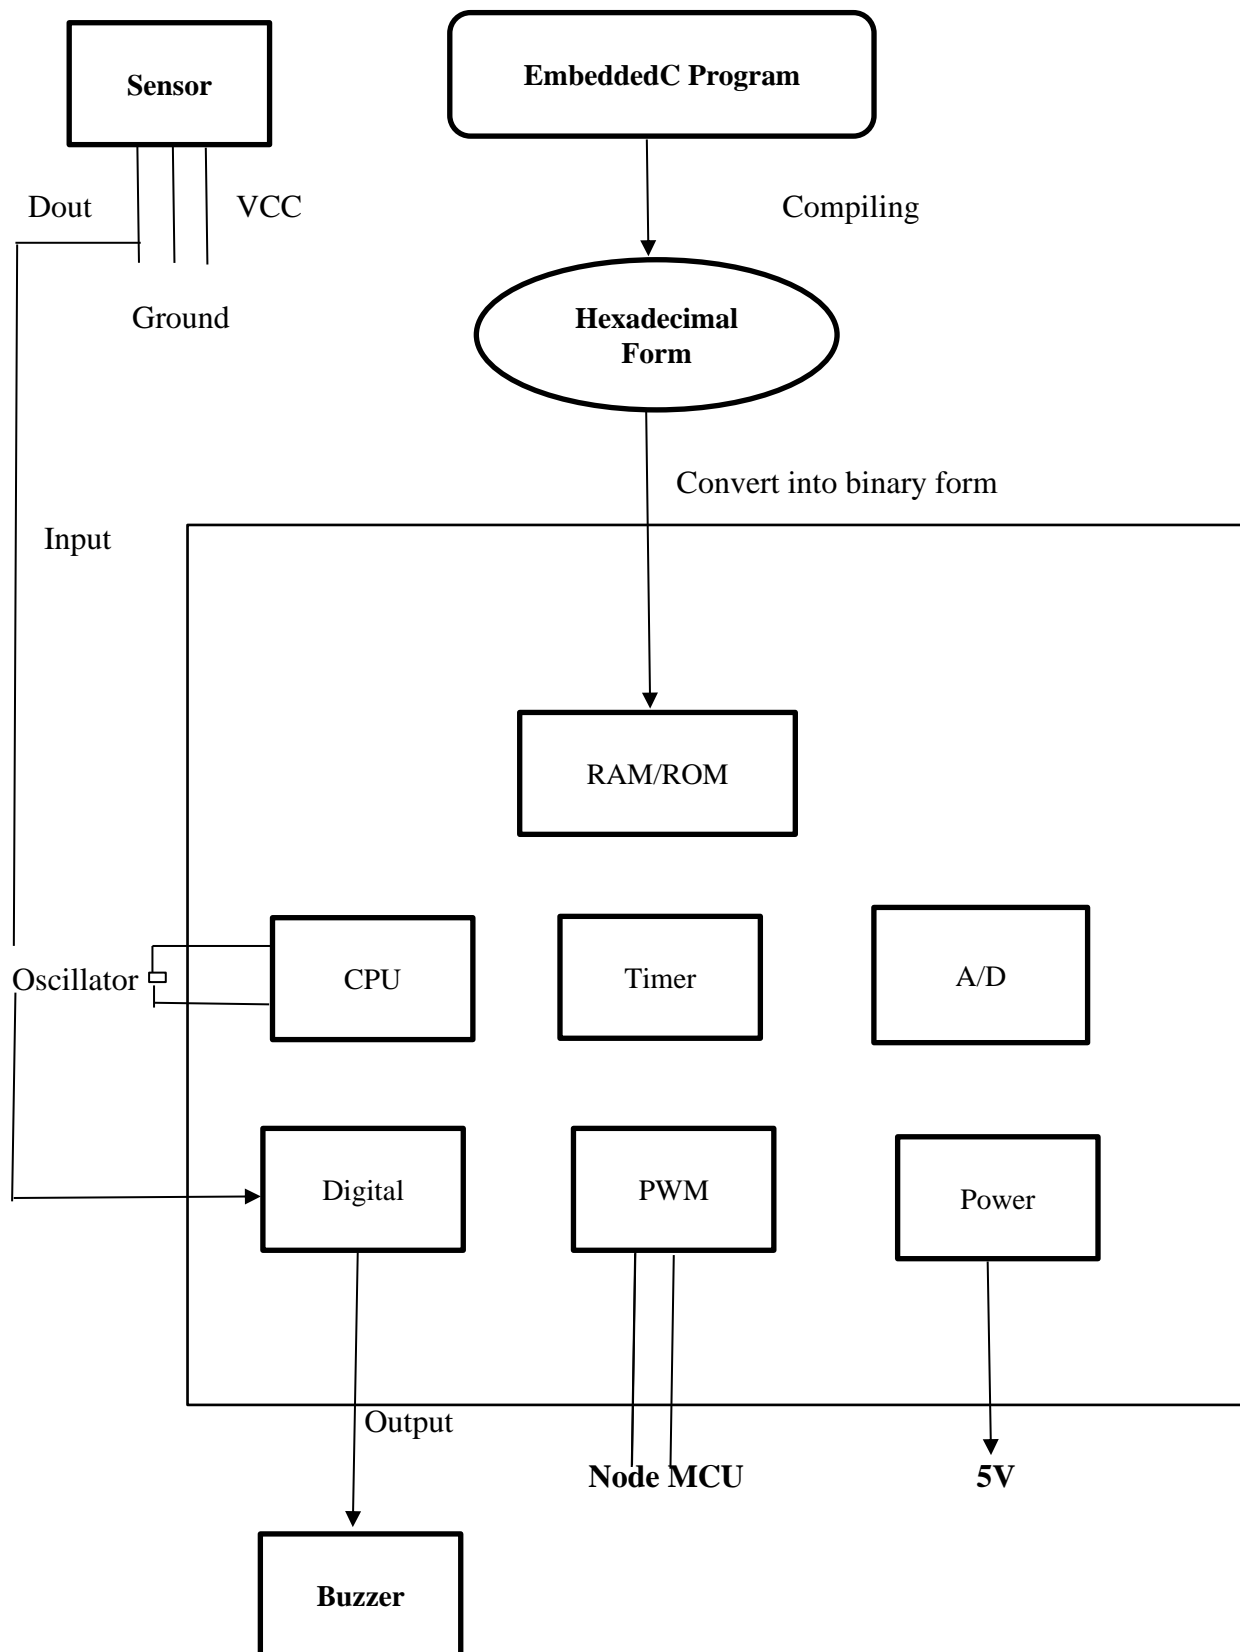 Sensor
EmbeddedC Program
Dout
VCC
Compiling
Ground
Hexadecimal
Form
Convert into binary form
Input
RAM/ROM
Oscillator
CPU
Timer
A/D
Digital
PWM
Power
Output
Node MCU
5V
Buzzer